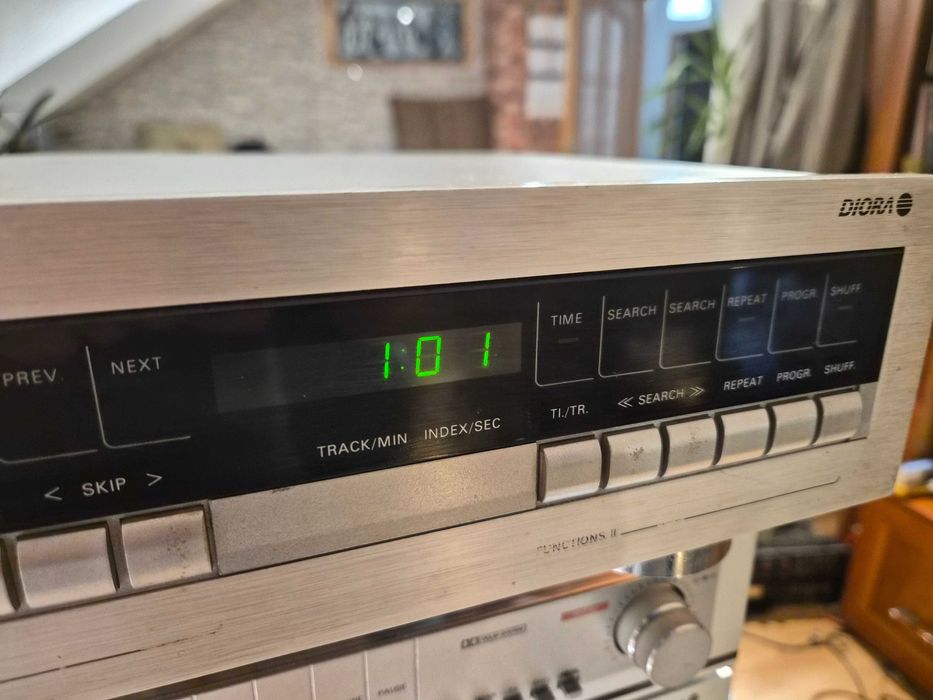 DIORA
PREV.
NEXT
1:01
TIME
SEARCH
SEARCH
REPEAT
PROGR.
SHUFF.
TRACK/MIN INDEX/SEC
TI./TR.
<< SEARCH >>
REPEAT
PROGR.
SHUFF.
< SKIP >
FUNCTIONS II
PAUSE